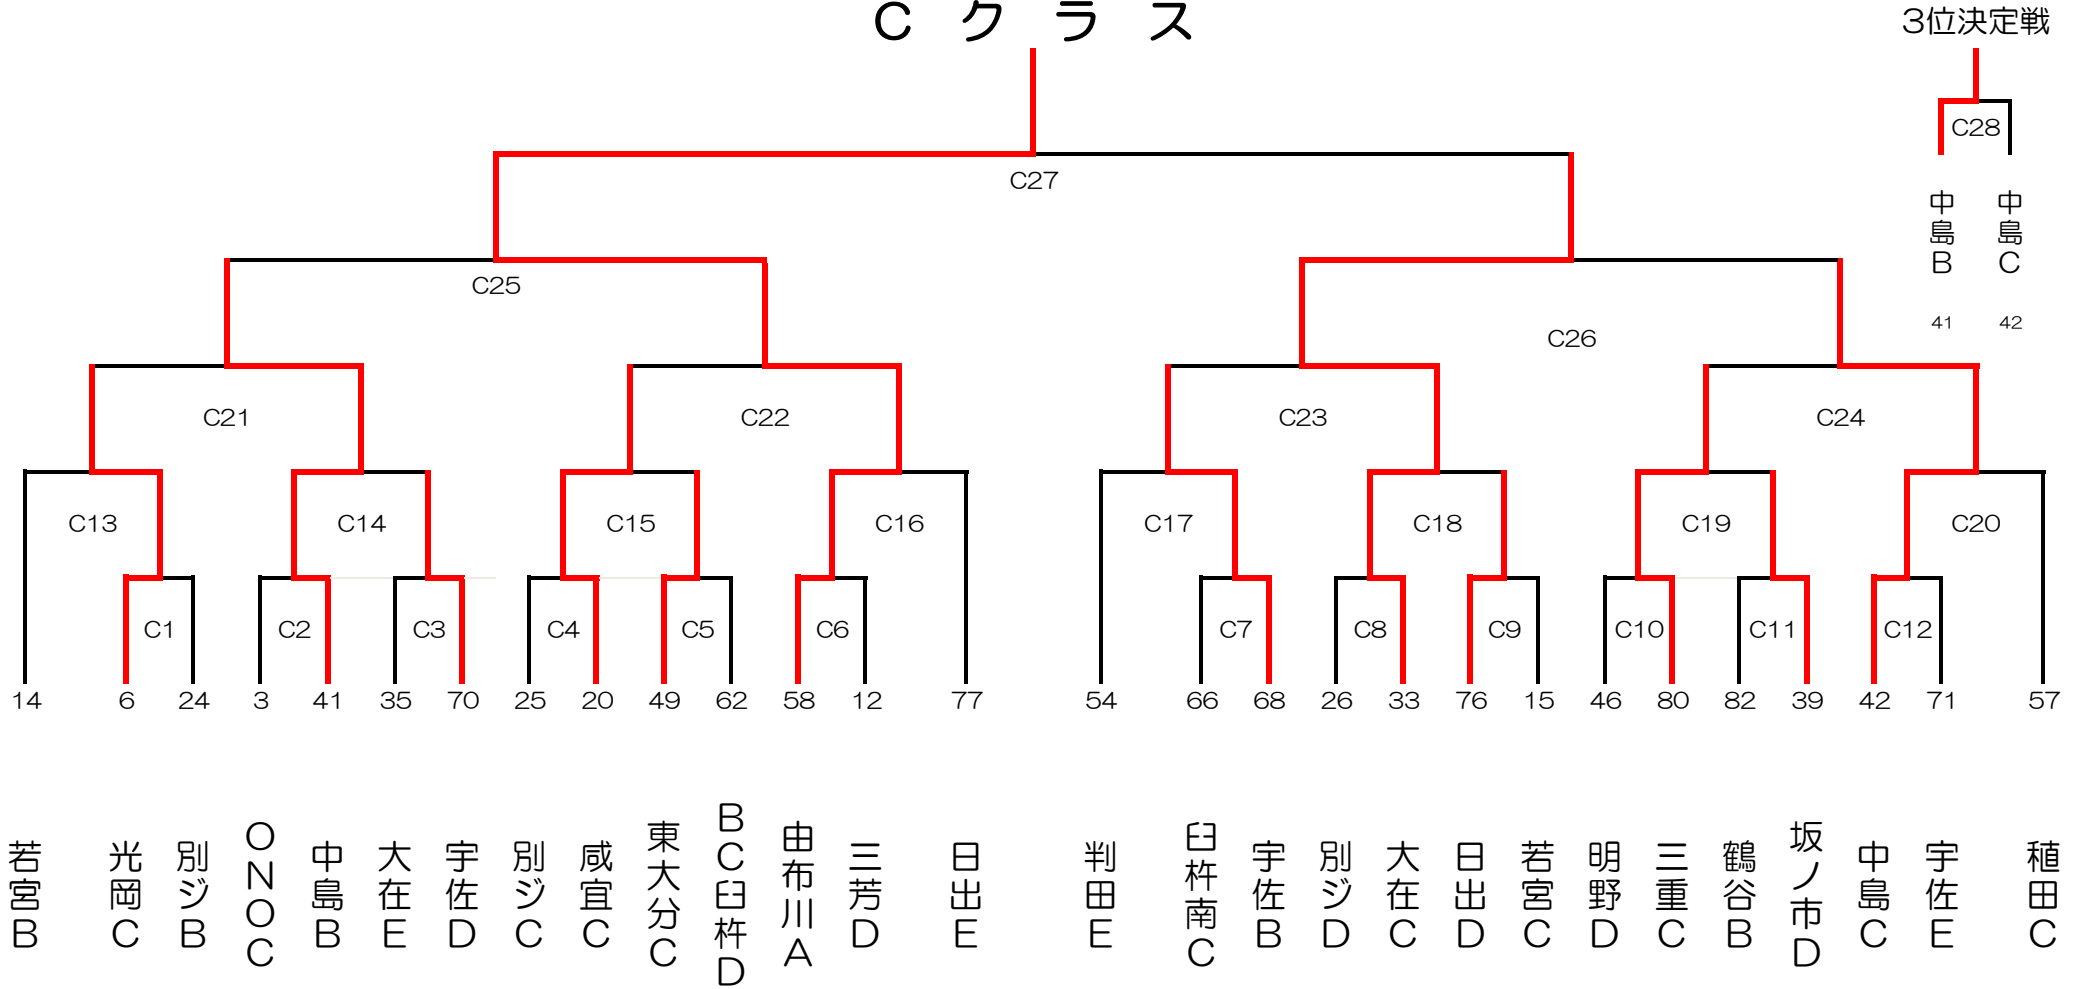 Cクラス
3位決定戦
C28
C27
中島B
中島C
C25
41
42
C26
C21
C22
C23
C24
C13
C14
C15
C16
C17
C18
C19
C20
C1
C2
C3
C4
C5
C6
C7
C8
C9
C10
C11
C12
14
6
24
3
41
35
70
25
20
49
62
58
12
77
54
66
68
26
33
76
15
46
80
82
39
42
71
57
若宮B
光岡C
別ジB
ONOC
中島B
大在E
宇佐D
別ジC
咸宜C
東大分C
BC臼杵D
由布川A
三芳D
日出E
判田E
臼杵南C
宇佐B
別ジD
大在C
日出D
若宮C
明野D
三重C
鶴谷B
坂ノ市D
中島C
宇佐E
稙田C